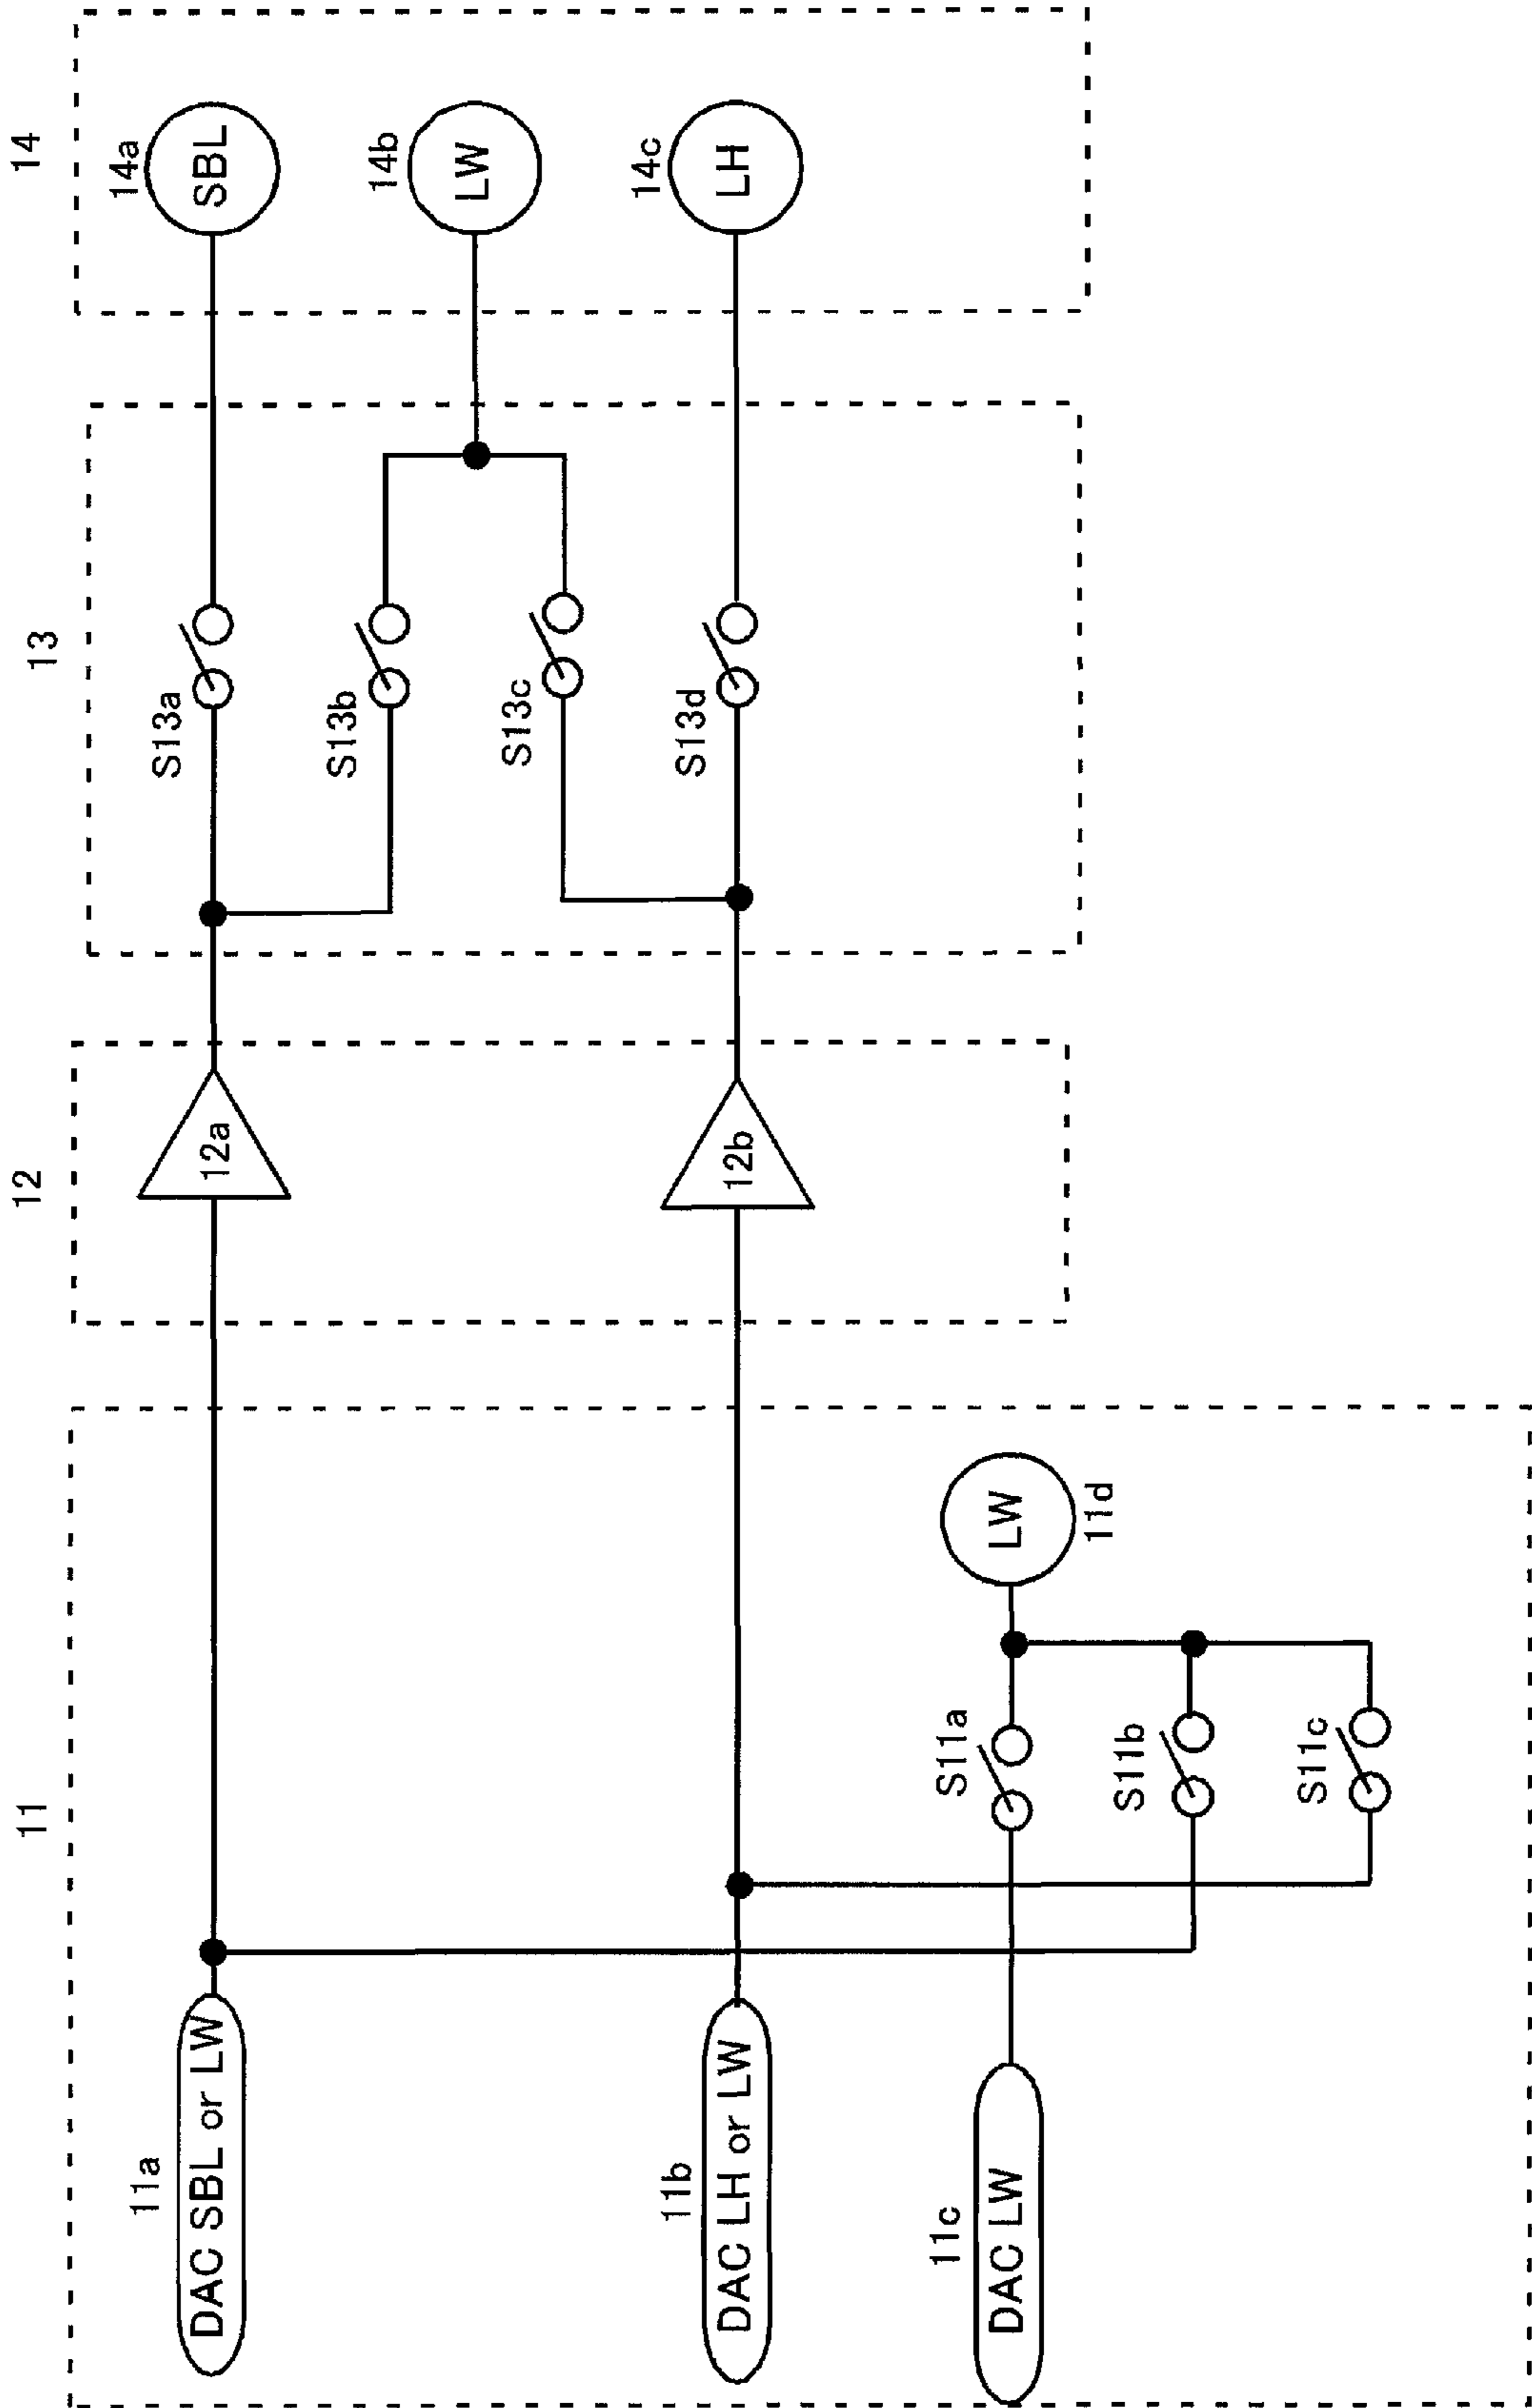 11
12
13
14
11a
DAC SBL or LW
12a
S13a
14a
SBL
S13b
14b
LW
S13c
11b
DAC LH or LW
12b
S13d
14c
LH
11c
DAC LW
S11a
LW
11d
S11b
S11c